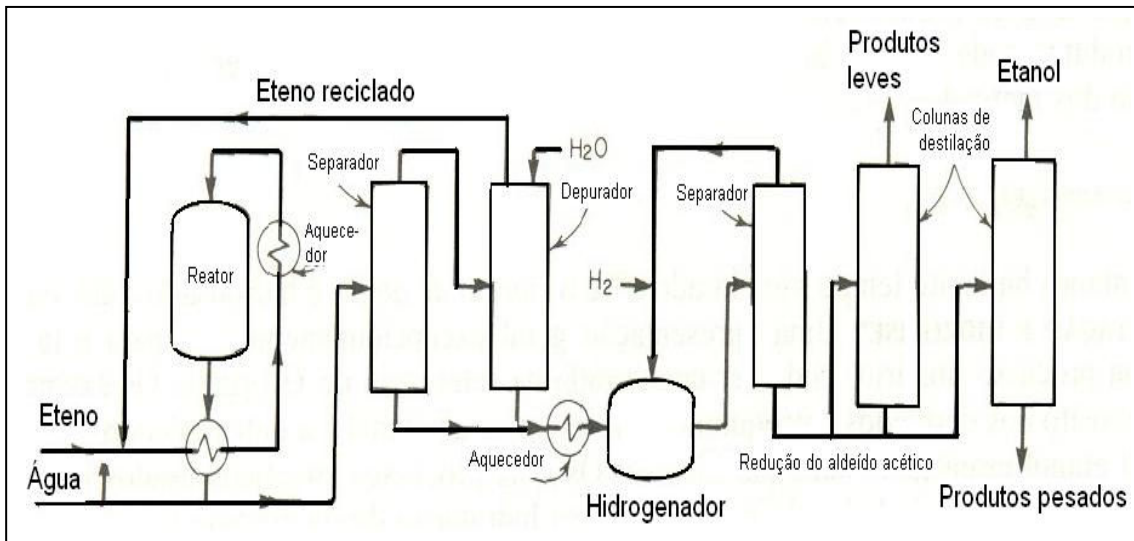 Produtos
leves
Etanol
Eteno reciclado
Colunas de
destilação
Separador
H₂O
Depurador
Separador
Aquece-
dor
Reator
H₂
Eteno
Aquecedor
Redução do aldeído acético
Água
Hidrogenador
Produtos pesados